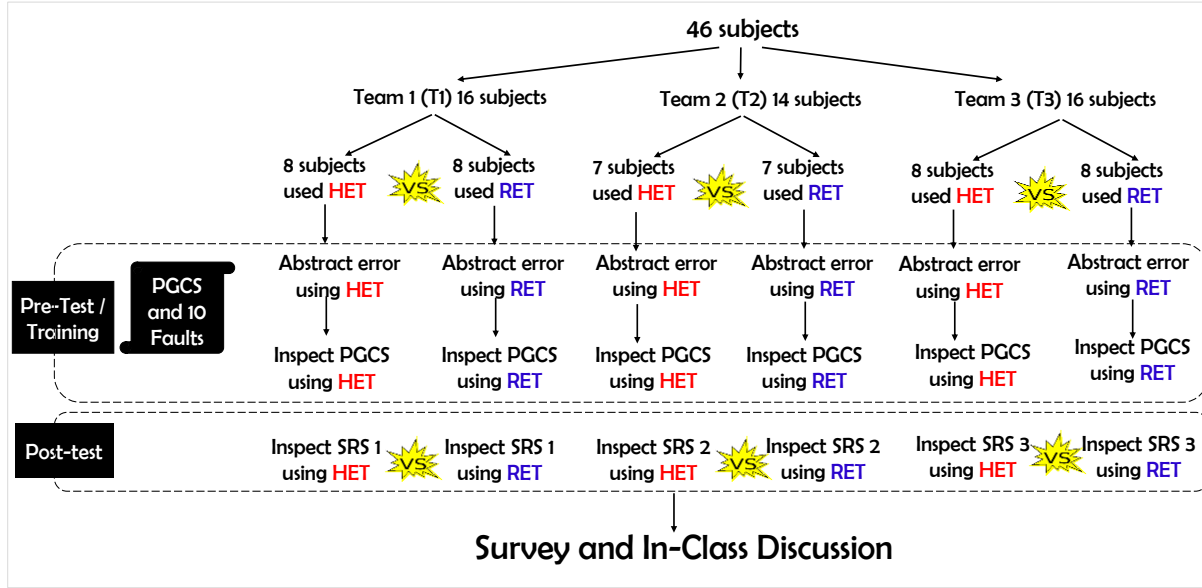 46 subjects
Team 1 (T1) 16 subjects
Team 2 (T2) 14 subjects
Team 3 (T3) 16 subjects
8 subjects
used HET
VS
8 subjects
used RET
7 subjects
used HET
VS
7 subjects
used RET
8 subjects
used HET
VS
8 subjects
used RET
Pre-Test /
Training
PGCS
and 10
Faults
Abstract error
using HET
Abstract error
using RET
Abstract error
using HET
Abstract error
using RET
Abstract error
using HET
Abstract error
using RET
Inspect PGCS
using HET
Inspect PGCS
using RET
Inspect PGCS
using HET
Inspect PGCS
using RET
Inspect PGCS
using HET
Inspect PGCS
using RET
Post-test
Inspect SRS 1
using HET
VS
Inspect SRS 1
using RET
Inspect SRS 2
using HET
VS
Inspect SRS 2
using RET
Inspect SRS 3
using HET
VS
Inspect SRS 3
using RET
Survey and In-Class Discussion